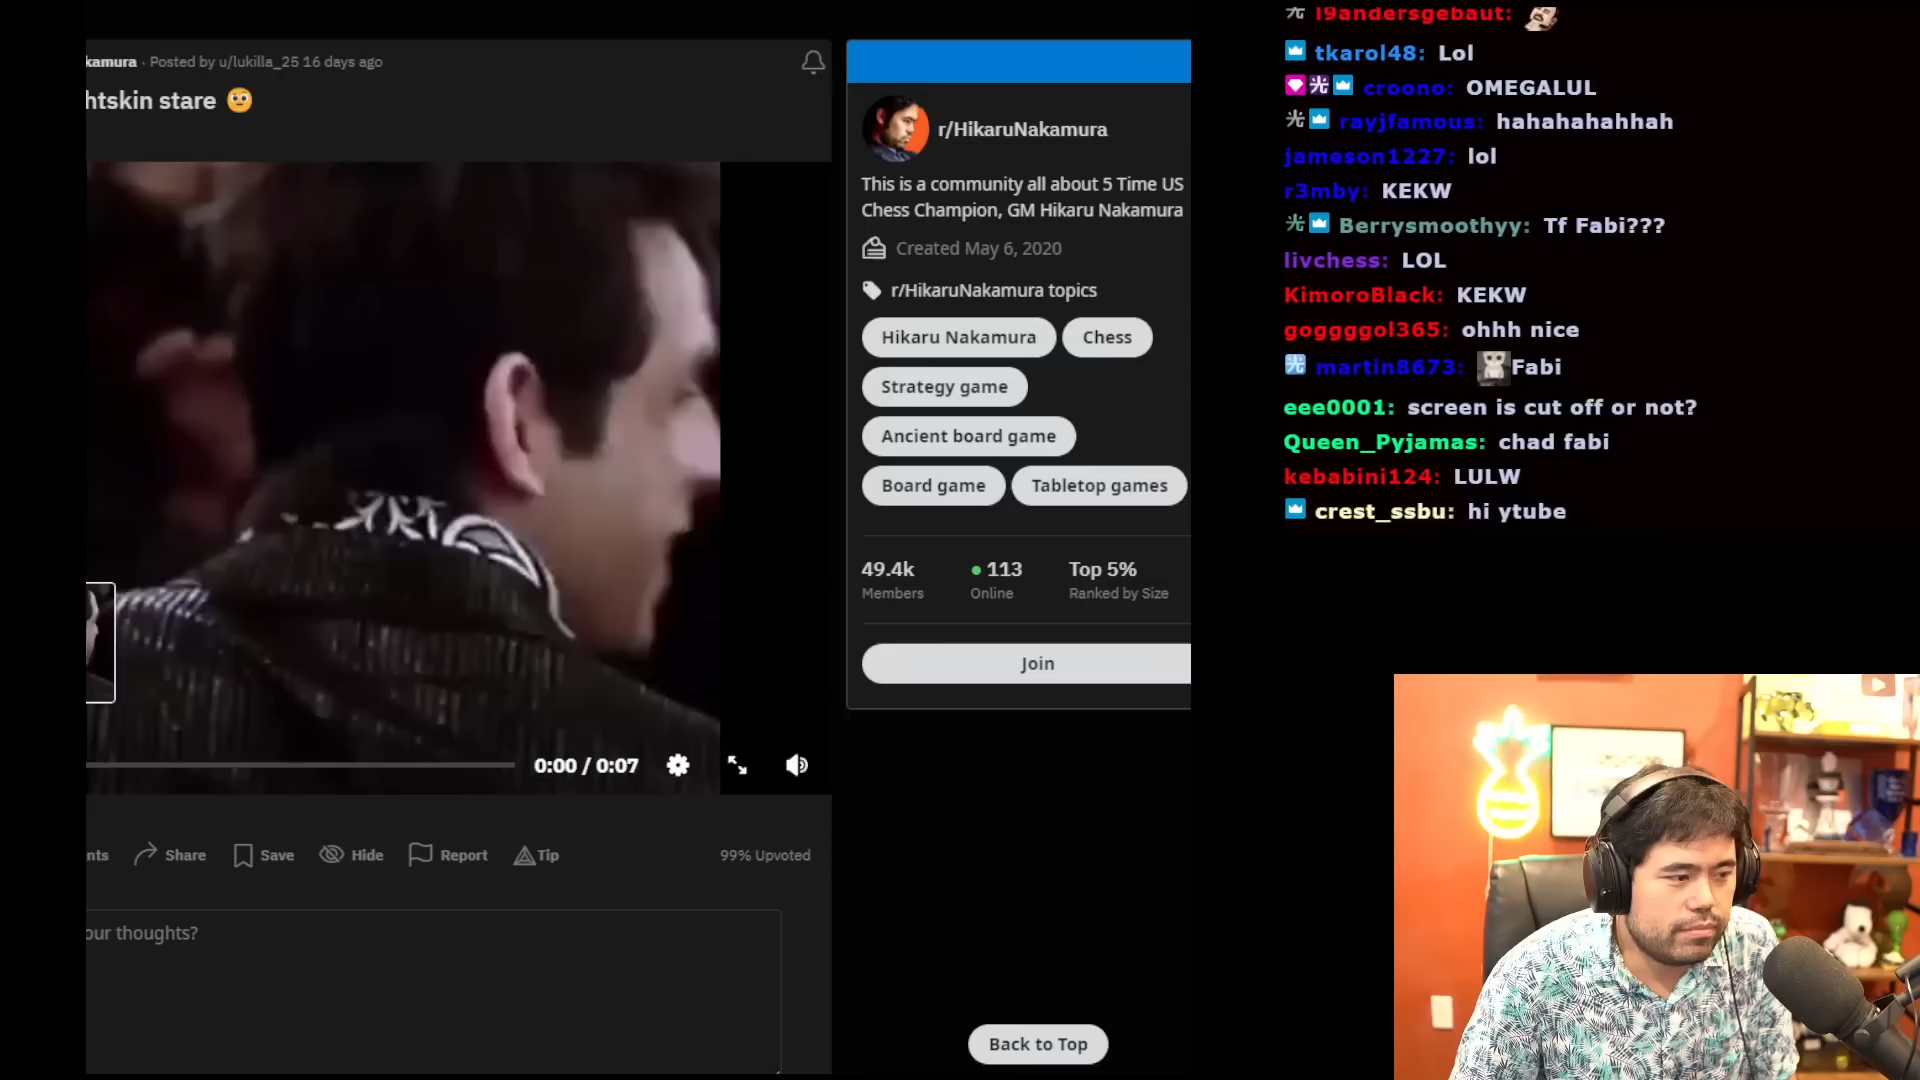 kamura · Posted by u/lukilla_25 16 days ago
htskin stare
0:00 / 0:07
nts Share Save Hide Report Tip 99% Upvoted
our thoughts?
r/HikaruNakamura
This is a community all about 5 Time US
Chess Champion, GM Hikaru Nakamura
Created May 6, 2020
r/HikaruNakamura topics
Hikaru Nakamura Chess
Strategy game
Ancient board game
Board game Tabletop games
49.4k 113 Top 5%
Members Online Ranked by Size
Join
Back to Top
光 l9andersgebaut:
tkarol48: Lol
光 croono: OMEGALUL
光 rayjfamous: hahahahahhah
jameson1227: lol
r3mby: KEKW
光 Berrysmoothyy: Tf Fabi???
livchess: LOL
KimoroBlack: KEKW
goggggol365: ohhh nice
光 martin8673: Fabi
eee0001: screen is cut off or not?
Queen_Pyjamas: chad fabi
kebabini124: LULW
crest_ssbu: hi ytube